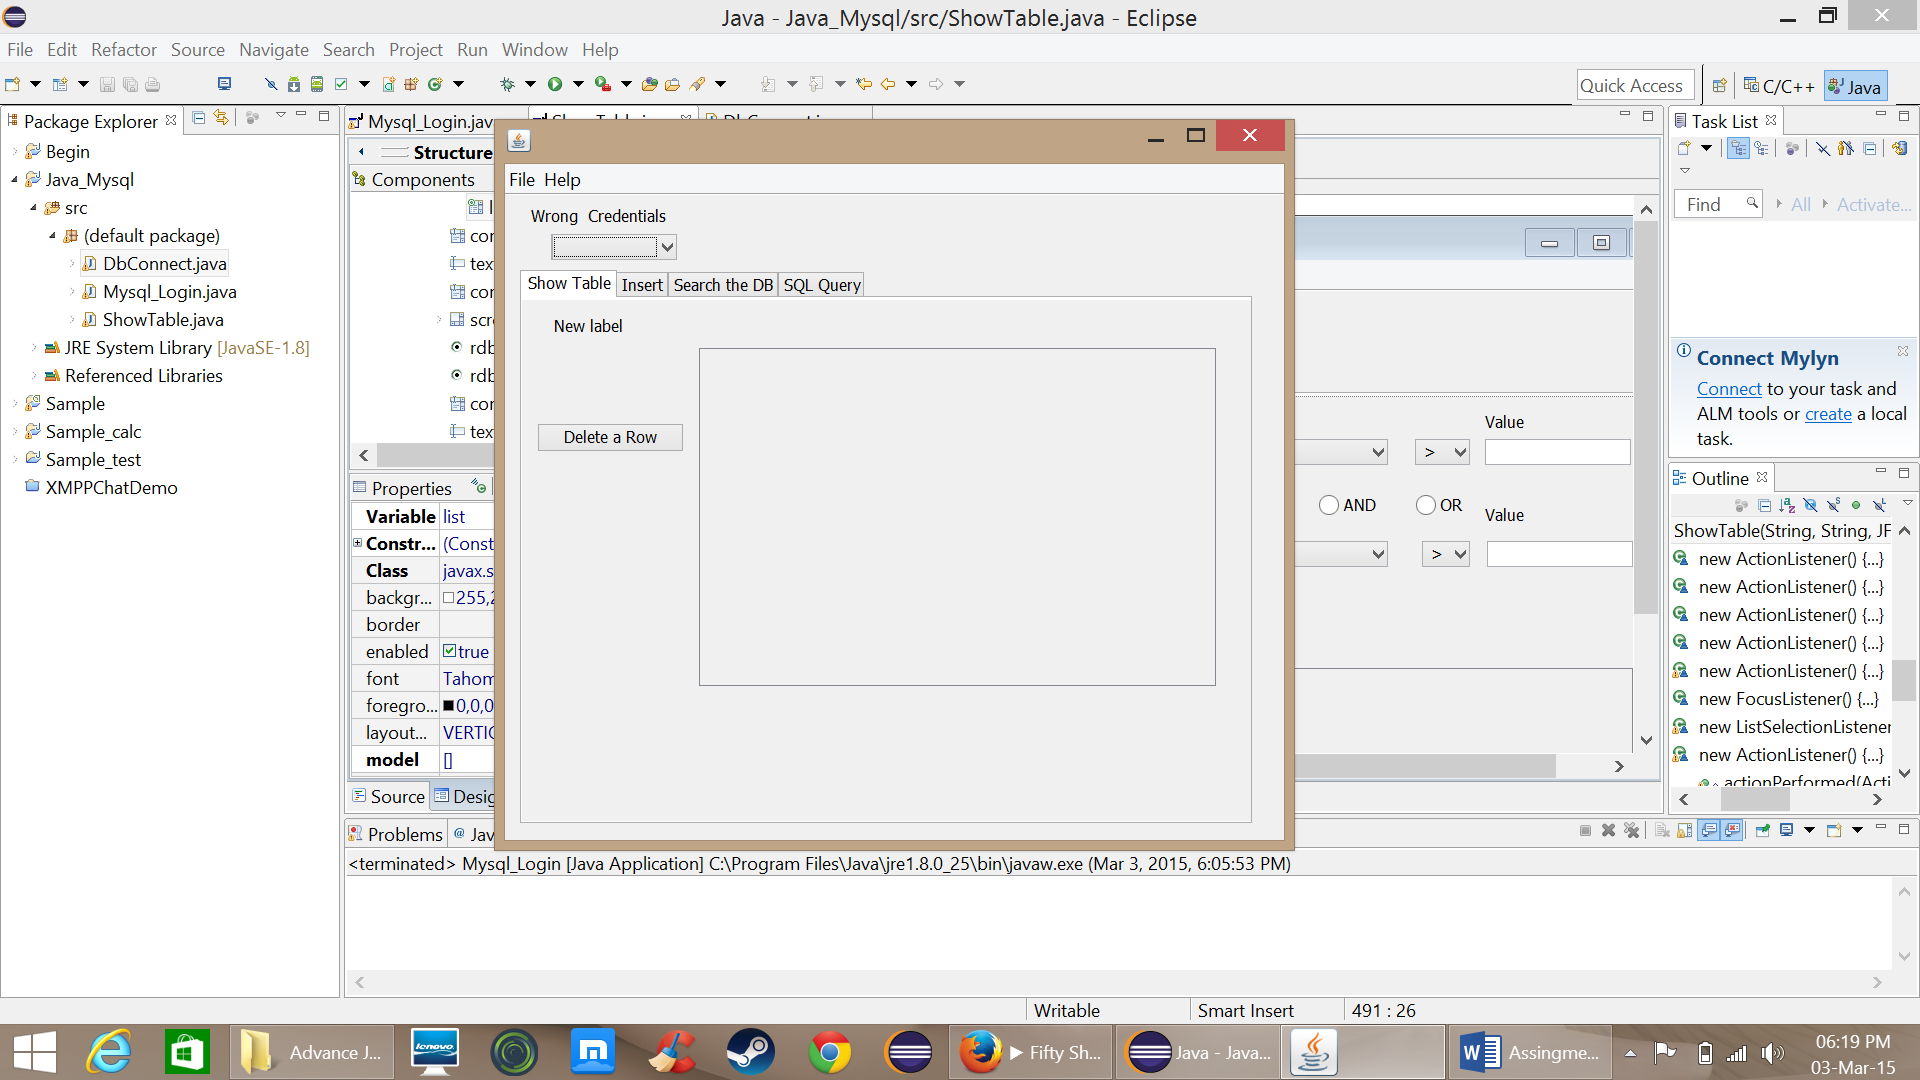 Java - Java_Mysql/src/ShowTable.java - Eclipse
File Edit Refactor Source Navigate Search Project Run Window Help
Quick Access C/C++ Java
Package Explorer
Begin
Java_Mysql
src
(default package)
DbConnect.java
Mysql_Login.java
ShowTable.java
JRE System Library [JavaSE-1.8]
Referenced Libraries
Sample
Sample_calc
Sample_test
XMPPChatDemo
Mysql_Login.jav
Structure
Components
con
tex
con
scr
rdb
rdb
con
tex
Properties
Variable list
Constr... (Const
Class javax.s
backgr... 255,2
border
enabled true
font Tahom
foregro... 0,0,0
layout... VERTIC
model []
Source Desig
File Help
Wrong Credentials
Show Table Insert Search the DB SQL Query
New label
Delete a Row
Value
>
AND OR
Value
>
Task List
Find All Activate...
Connect Mylyn
Connect to your task and
ALM tools or create a local
task.
Outline
ShowTable(String, String, JF
new ActionListener() {...}
new ActionListener() {...}
new ActionListener() {...}
new ActionListener() {...}
new ActionListener() {...}
new FocusListener() {...}
new ListSelectionListener
new ActionListener() {...}
actionPerformed(Acti
Problems @ Jav
<terminated> Mysql_Login [Java Application] C:\Program Files\Java\jre1.8.0_25\bin\javaw.exe (Mar 3, 2015, 6:05:53 PM)
Writable Smart Insert 491 : 26
Advance J... lenovo Fifty Sh... Java - Java... Assingme...
06:19 PM
03-Mar-15